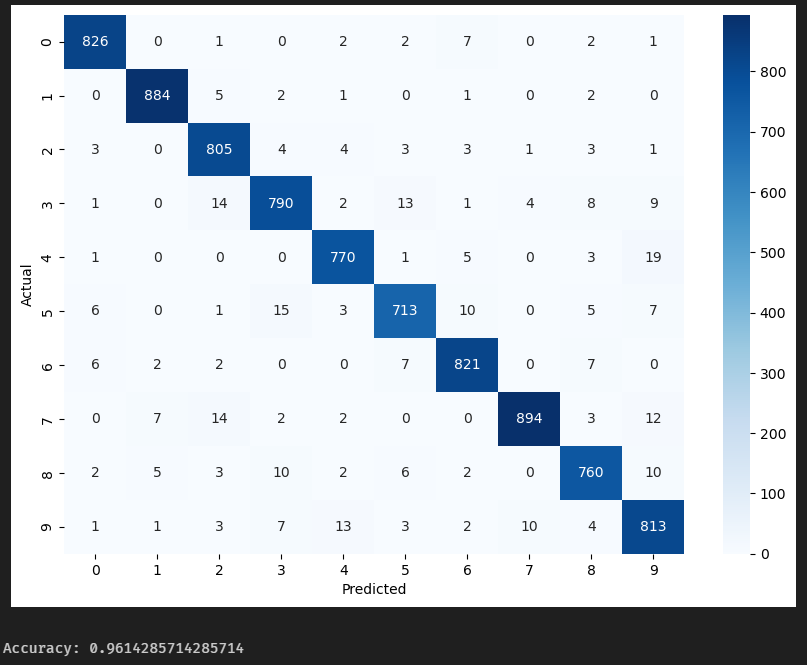 0 826 0 1 0 2 2 7 0 2 1
800
1 0 884 5 2 1 0 1 0 2 0
700
2 3 0 805 4 4 3 3 1 3 1
600
3 1 0 14 790 2 13 1 4 8 9
500
4 1 0 0 0 770 1 5 0 3 19
Actual
400
5 6 0 1 15 3 713 10 0 5 7
300
6 6 2 2 0 0 7 821 0 7 0
200
7 0 7 14 2 2 0 0 894 3 12
8 2 5 3 10 2 6 2 0 760 10
100
9 1 1 3 7 13 3 2 10 4 813
0
0 1 2 3 4 5 6 7 8 9
Predicted
Accuracy: 0.9614285714285714